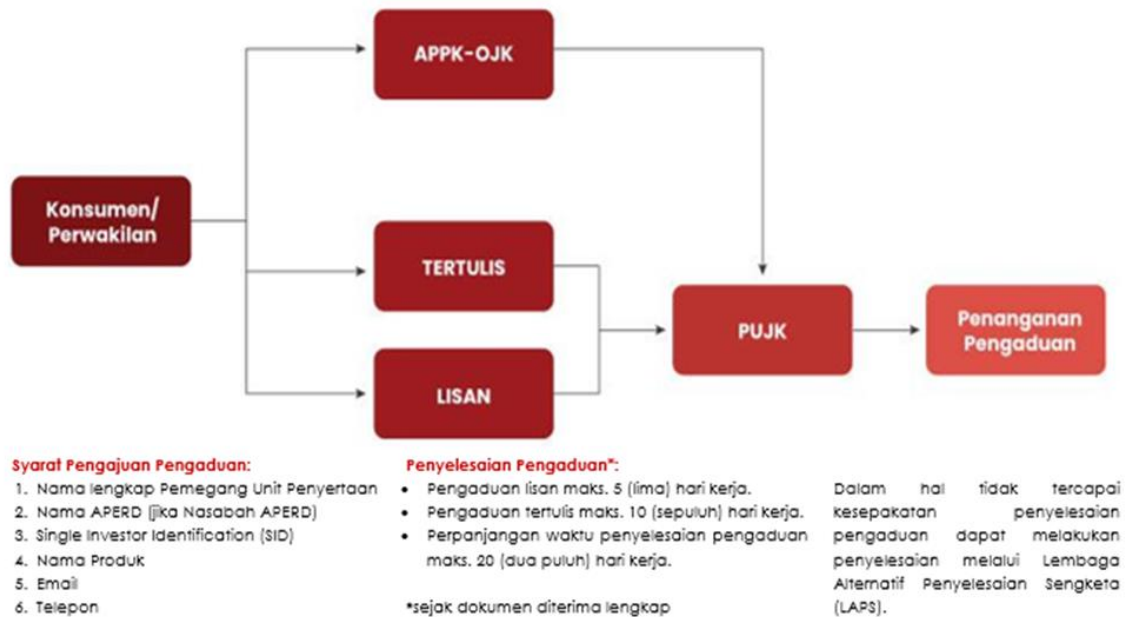 APPK-OJK
Konsumen/
Perwakilan
TERTULIS
LISAN
PUJK
Penanganan
Pengaduan
Syarat Pengajuan Pengaduan:
1. Nama lengkap Pemegang Unit Penyertaan
2. Nama APERD (jika Nasabah APERD)
3. Single Investor Identification (SID)
4. Nama Produk
5. Email
6. Telepon
Penyelesaian Pengaduan*:
• Pengaduan lisan maks. 5 (lima) hari kerja.
• Pengaduan tertulis maks. 10 (sepuluh) hari kerja.
• Perpanjangan waktu penyelesaian pengaduan
maks. 20 (dua puluh) hari kerja.
*sejak dokumen diterima lengkap
Dalam hal tidak tercapai
kesepakatan penyelesaian
pengaduan dapat melakukan
penyelesaian melalui Lembaga
Alternatif Penyelesaian Sengketa
(LAPS).